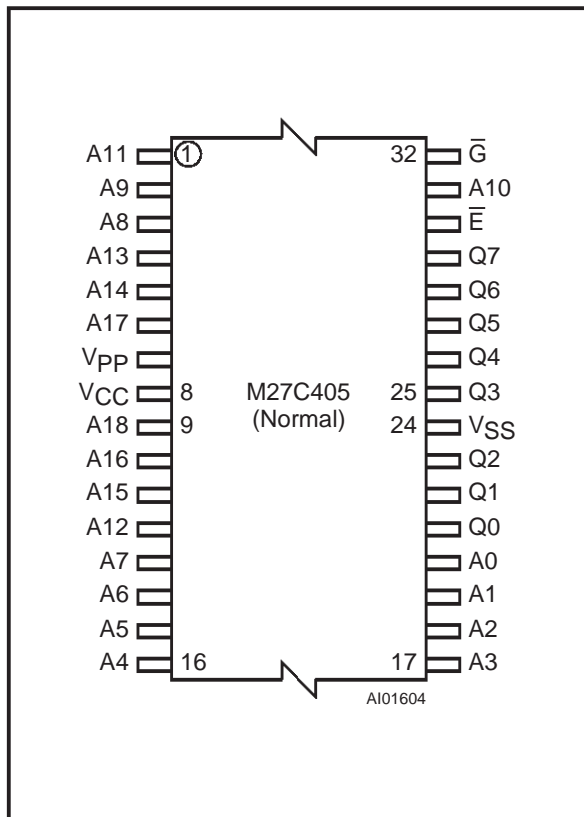 A11 1 32 G̅
A9 A10
A8 E̅
A13 Q7
A14 Q6
A17 Q5
VPP Q4
VCC 8 M27C405 25 Q3
A18 9 (Normal) 24 VSS
A16 Q2
A15 Q1
A12 Q0
A7 A0
A6 A1
A5 A2
A4 16 17 A3
AI01604